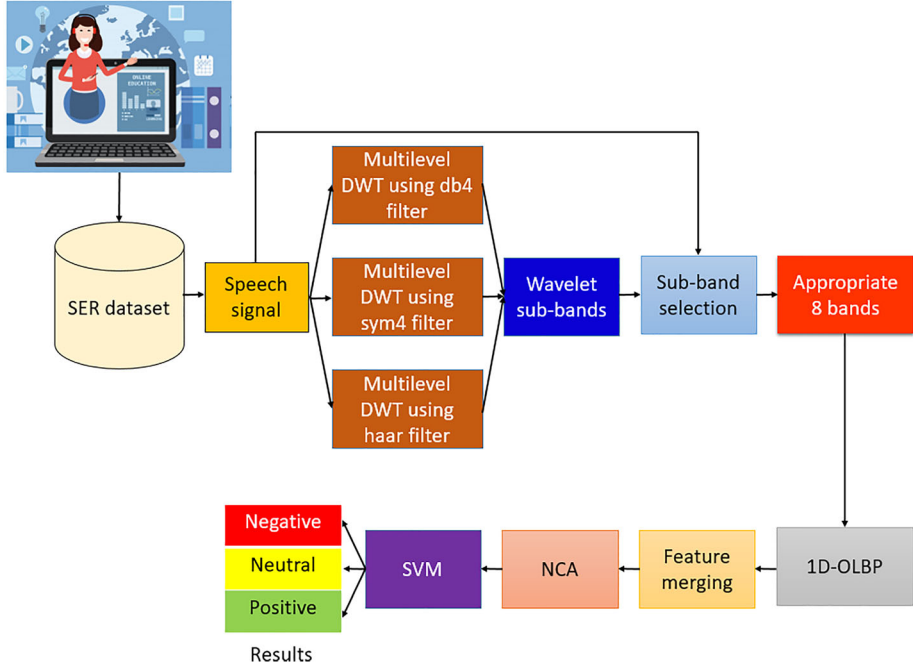 ONLINE
EDUCATION
Multilevel
DWT using db4
filter
SER dataset
Speech
signal
Multilevel
DWT using
sym4 filter
Wavelet
sub-bands
Sub-band
selection
Appropriate
8 bands
Multilevel
DWT using
haar filter
Negative
Neutral
Positive
Results
SVM
NCA
Feature
merging
1D-OLBP